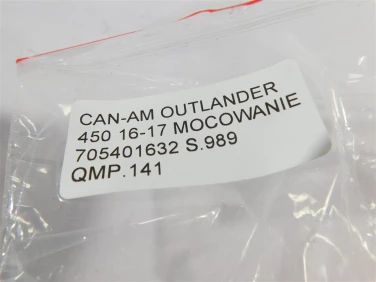 CAN-AM OUTLANDER
450 16-17 MOCOWANIE
705401632 S.989
QMP.141